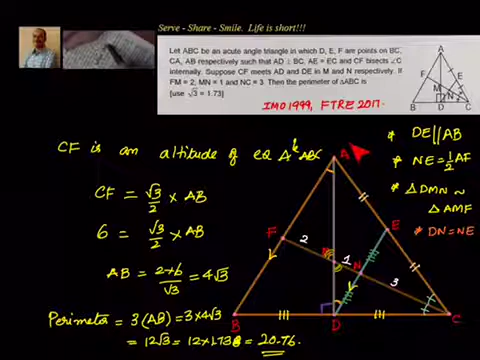 Serve - Share - Smile. Life is short!!!
Let ABC be an acute angle triangle in which D, E, F are points on BC,
CA, AB respectively such that AD ⊥ BC, AE = EC and CF bisects ∠C
internally. Suppose CF meets AD and DE in M and N respectively. If
FM = 2, MN = 1 and NC = 3. Then the perimeter of ΔABC is
[use √3 = 1.73]
IMO 1999, FTRE 2017.
A
F
E
M
N
B
D
C
CF is an altitude of eq Δle ABC
CF = √3/2 × AB
6 = √3/2 × AB
AB = 2×6/√3 = 4√3
Perimeter = 3(AB) = 3×4√3
= 12√3 = 12×1.73
= 20.76.
* DE||AB
* NE = 1/2 AF
* ΔDMN ~
ΔAMF
* DN = NE
A
F
2
E
1
N
3
B
D
C